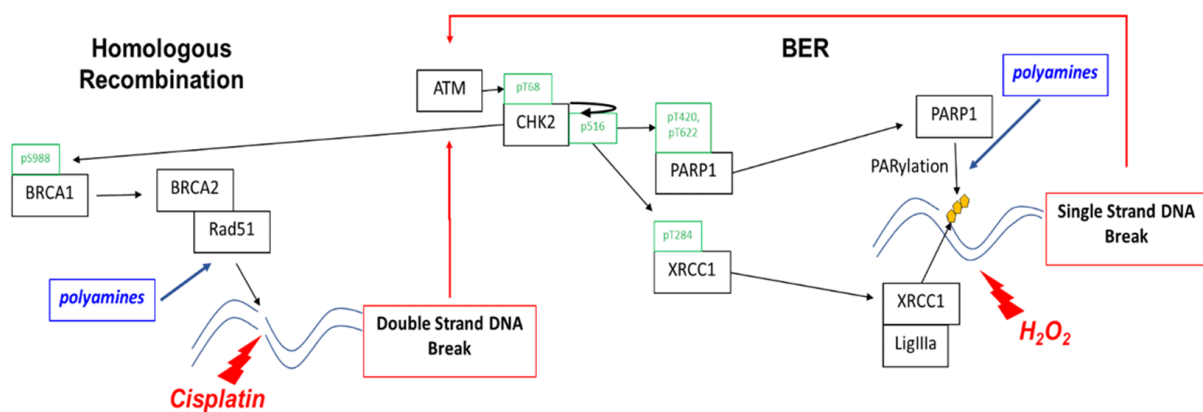 Homologous
Recombination
BER
ATM
pT68
CHK2
p516
pT420,
pT622
PARP1
PARP1
polyamines
PARylation
pS988
BRCA1
BRCA2
Rad51
pT284
XRCC1
Single Strand DNA
Break
polyamines
XRCC1
LigIIIa
H₂O₂
Double Strand DNA
Break
Cisplatin